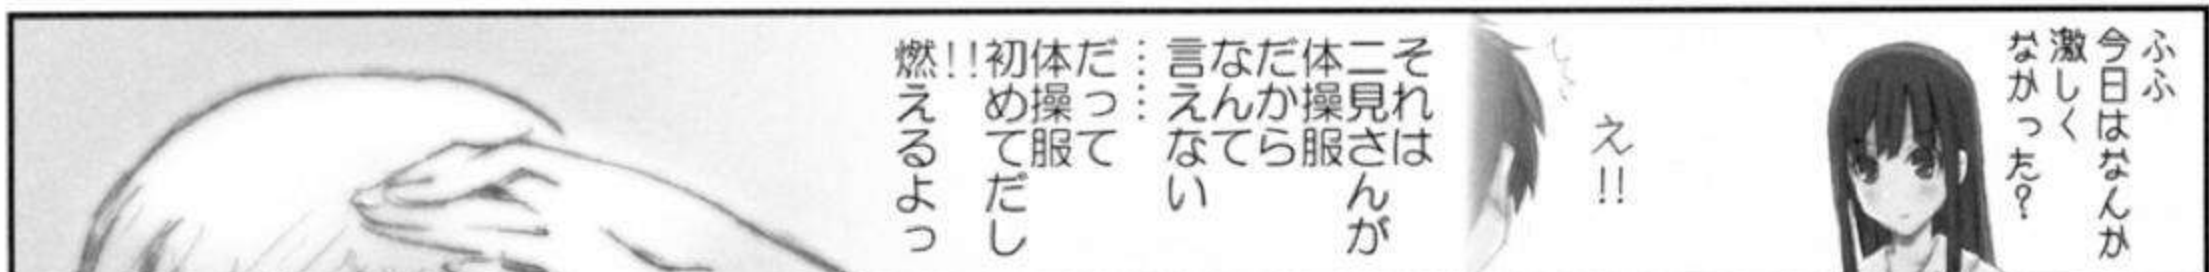 ふふ
今日はなんか
激しく
なかった？
え!!
それは
二見さんが
体操服
だから
なんて
言えない
……
だって
体操服
初めてだし
!!
燃えるよっ